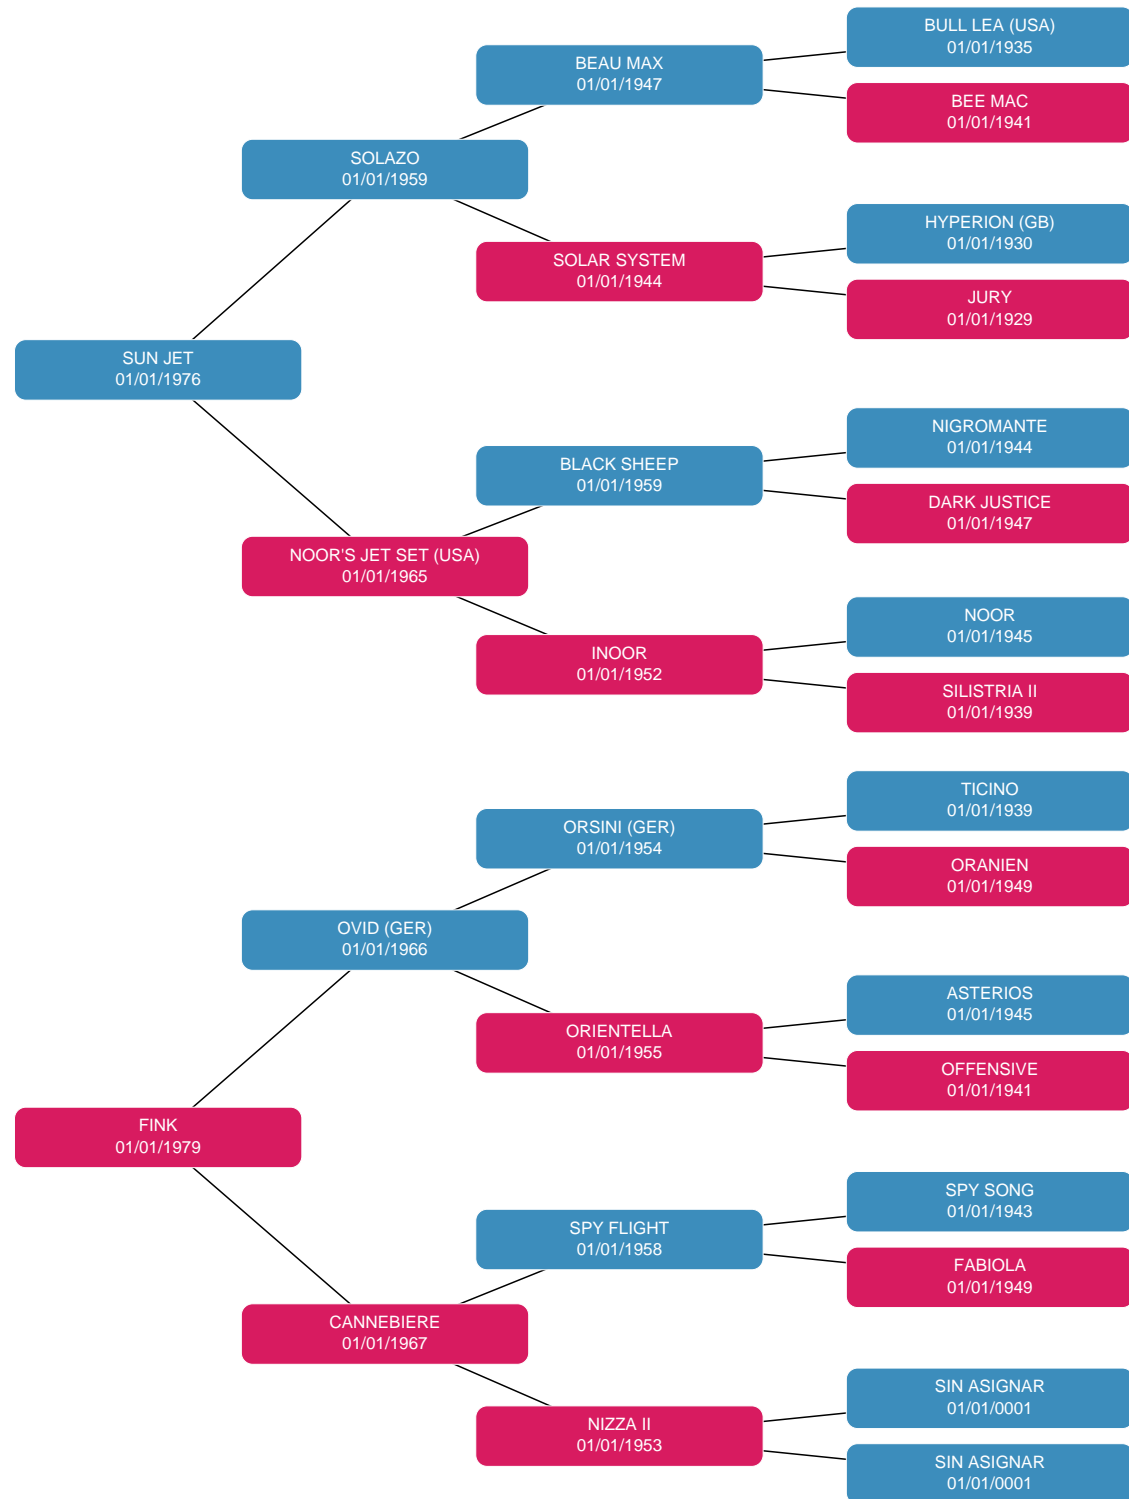 BULL LEA (USA)
01/01/1935
BEAU MAX
01/01/1947
BEE MAC
01/01/1941
SOLAZO
01/01/1959
HYPERION (GB)
01/01/1930
SOLAR SYSTEM
01/01/1944
JURY
01/01/1929
SUN JET
01/01/1976
NIGROMANTE
01/01/1944
BLACK SHEEP
01/01/1959
DARK JUSTICE
01/01/1947
NOOR'S JET SET (USA)
01/01/1965
NOOR
01/01/1945
INOOR
01/01/1952
SILISTRIA II
01/01/1939
TICINO
01/01/1939
ORSINI (GER)
01/01/1954
ORANIEN
01/01/1949
OVID (GER)
01/01/1966
ASTERIOS
01/01/1945
ORIENTELLA
01/01/1955
OFFENSIVE
01/01/1941
FINK
01/01/1979
SPY SONG
01/01/1943
SPY FLIGHT
01/01/1958
FABIOLA
01/01/1949
CANNEBIERE
01/01/1967
SIN ASIGNAR
01/01/0001
NIZZA II
01/01/1953
SIN ASIGNAR
01/01/0001